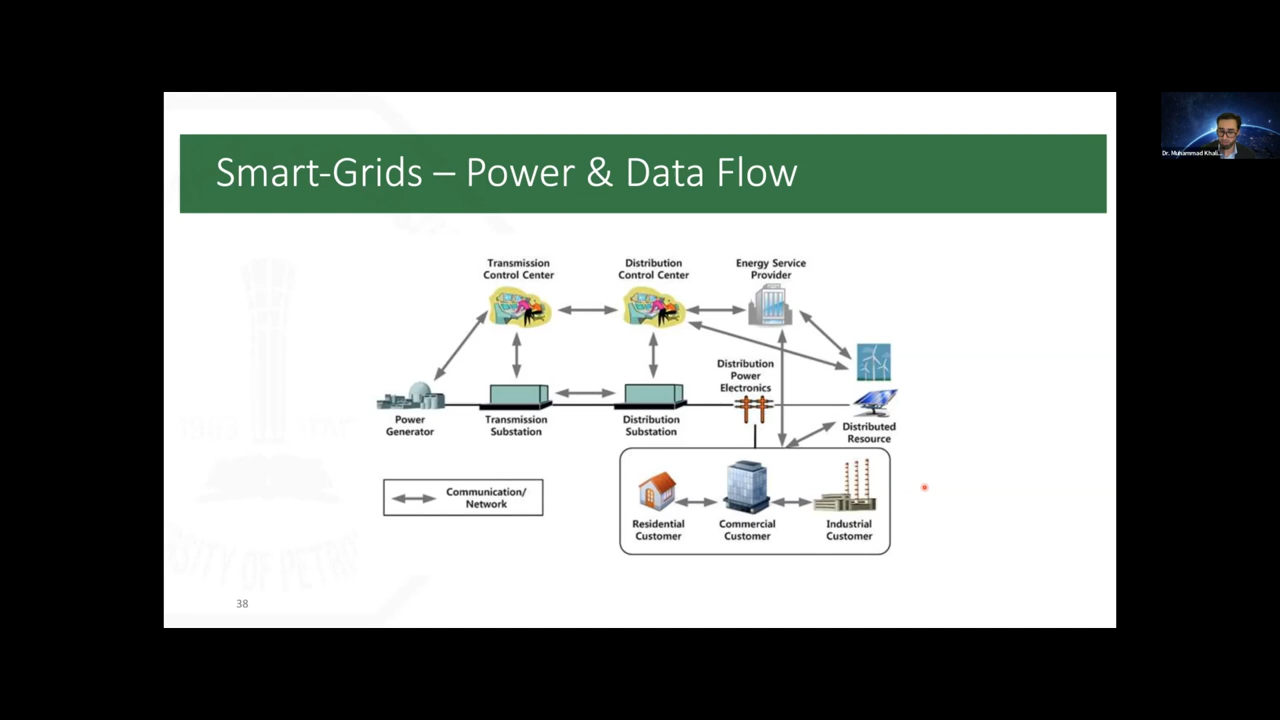 Smart-Grids – Power & Data Flow
Dr. Muhammad Khali...
Transmission
Control Center
Distribution
Control Center
Energy Service
Provider
Distribution
Power
Electronics
Power
Generator
Transmission
Substation
Distribution
Substation
Distributed
Resource
Communication/
Network
Residential
Customer
Commercial
Customer
Industrial
Customer
38